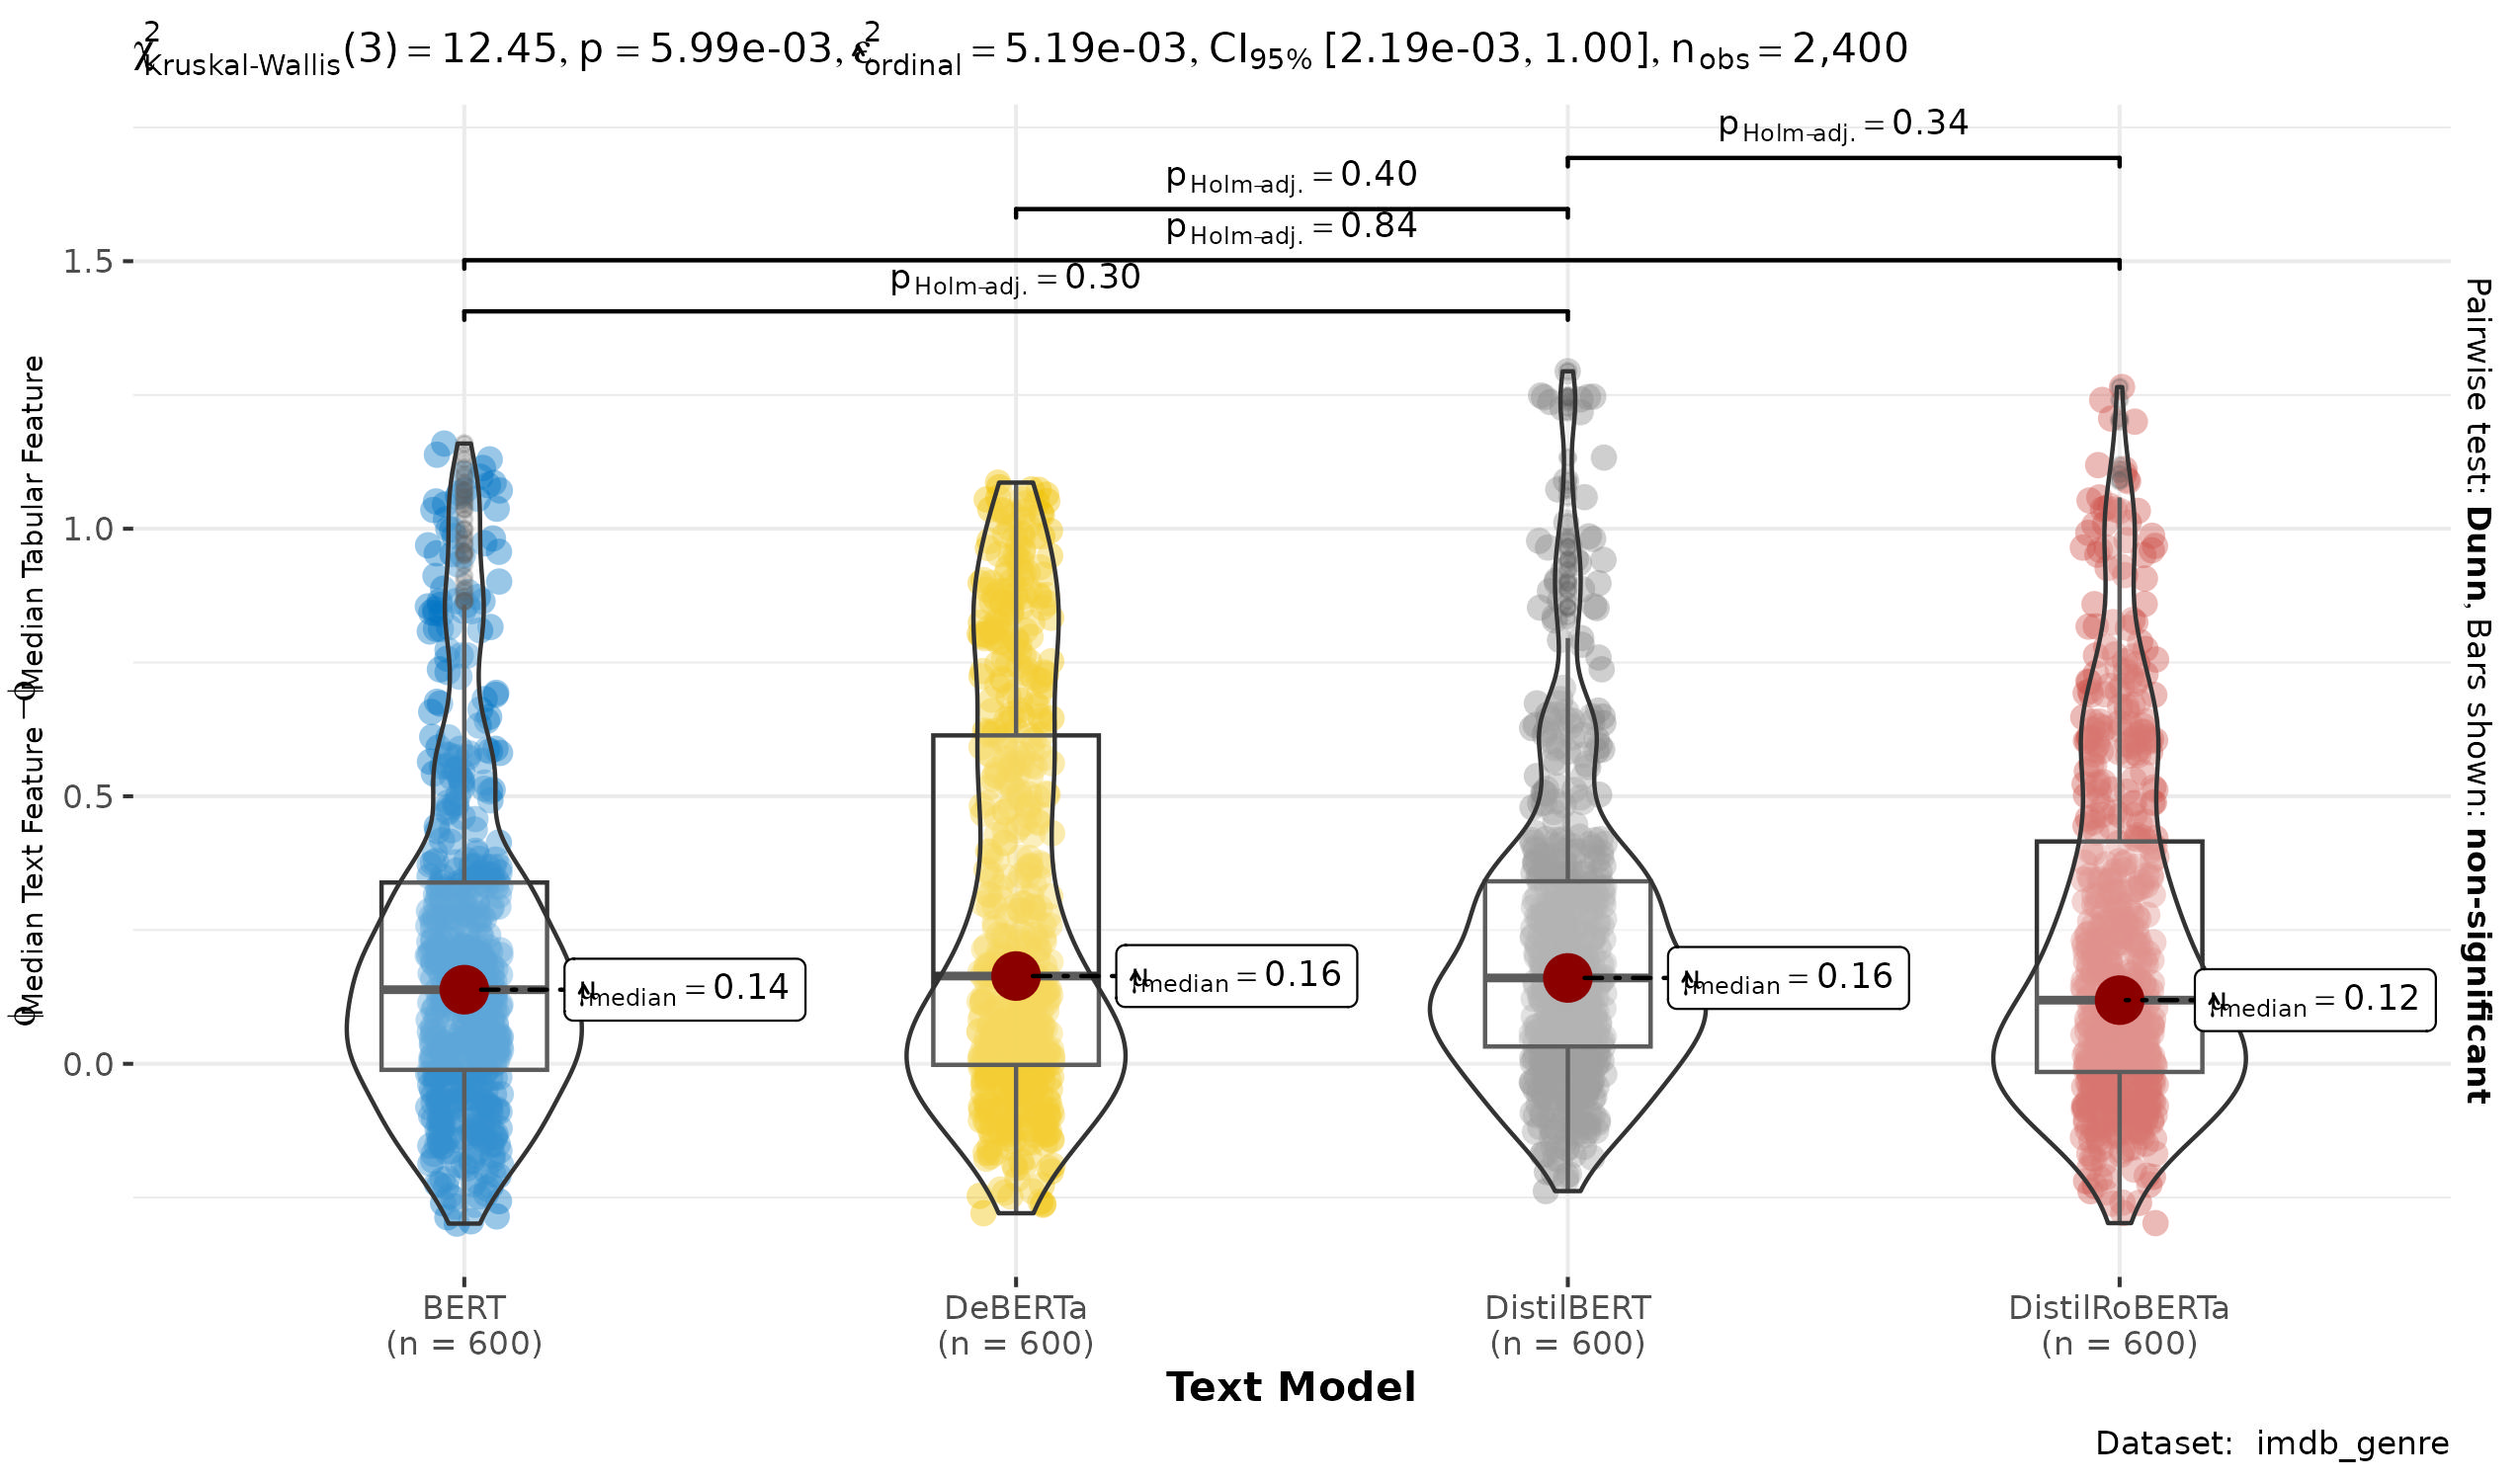 χ²Kruskal-Wallis(3) = 12.45, p = 5.99e-03, ε²ordinal = 5.19e-03, CI95% [2.19e-03, 1.00], nobs = 2,400
pHolm-adj. = 0.34
pHolm-adj. = 0.40
pHolm-adj. = 0.84
pHolm-adj. = 0.30
1.5
1.0
0.5
0.0
ϕMedian Text Feature − ϕMedian Tabular Feature
μ̂median = 0.14
μ̂median = 0.16
μ̂median = 0.16
μ̂median = 0.12
Pairwise test: Dunn, Bars shown: non-significant
BERT
(n = 600)
DeBERTa
(n = 600)
DistilBERT
(n = 600)
DistilRoBERTa
(n = 600)
Text Model
Dataset: imdb_genre